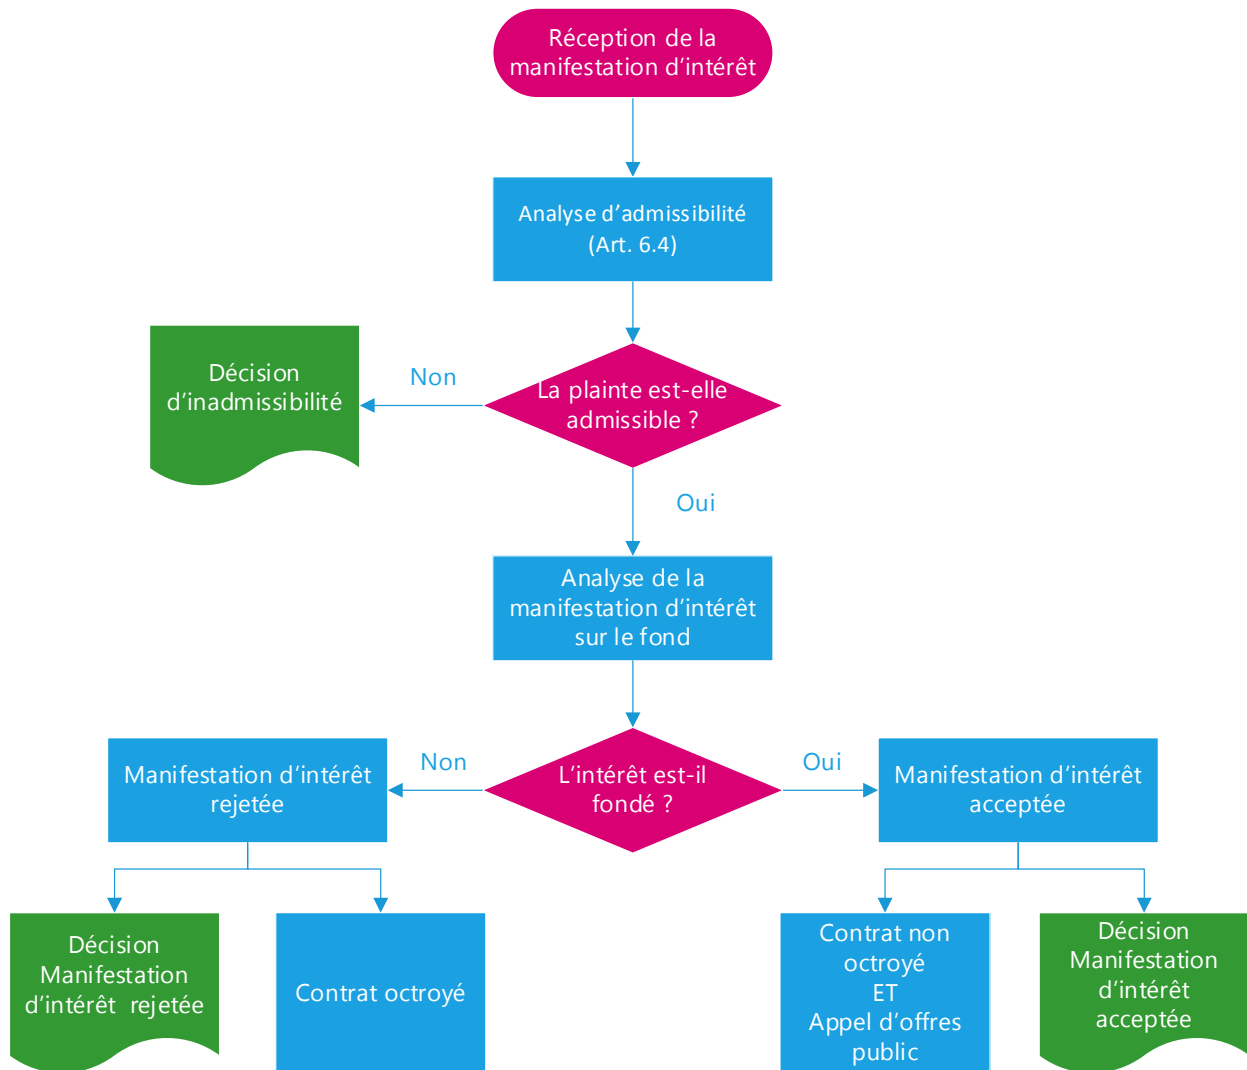 Réception de la
manifestation d'intérêt
Analyse d'admissibilité
(Art. 6.4)
Décision
d'inadmissibilité
Non
La plainte est-elle
admissible ?
Oui
Analyse de la
manifestation d'intérêt
sur le fond
Manifestation d'intérêt
rejetée
Non
L'intérêt est-il
fondé ?
Oui
Manifestation d'intérêt
acceptée
Décision
Manifestation
d'intérêt  rejetée
Contrat octroyé
Contrat non
octroyé
ET
Appel d'offres
public
Décision
Manifestation
d'intérêt
acceptée